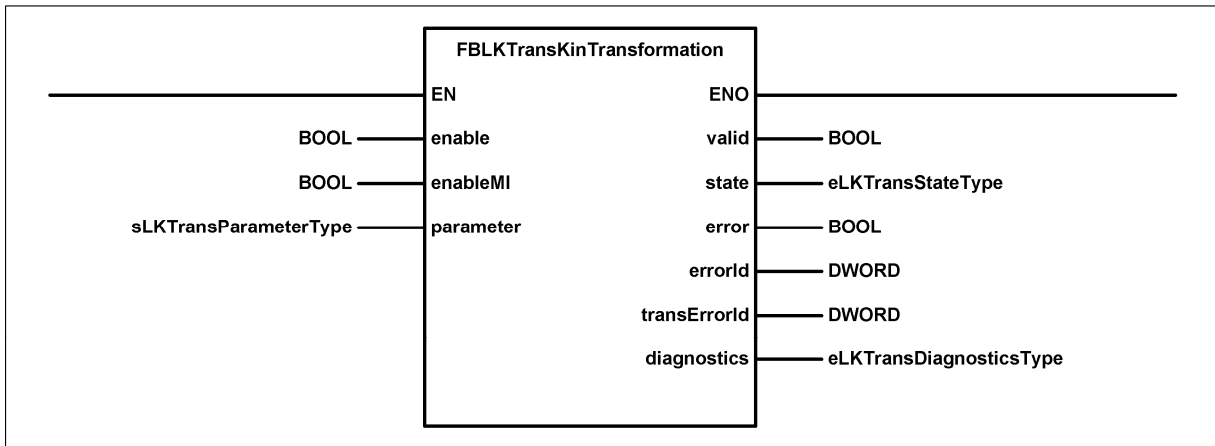 FBLKTransKinTransformation
EN ENO
BOOL enable valid BOOL
BOOL enableMI state eLKTransStateType
sLKTransParameterType parameter error BOOL
errorId DWORD
transErrorId DWORD
diagnostics eLKTransDiagnosticsType